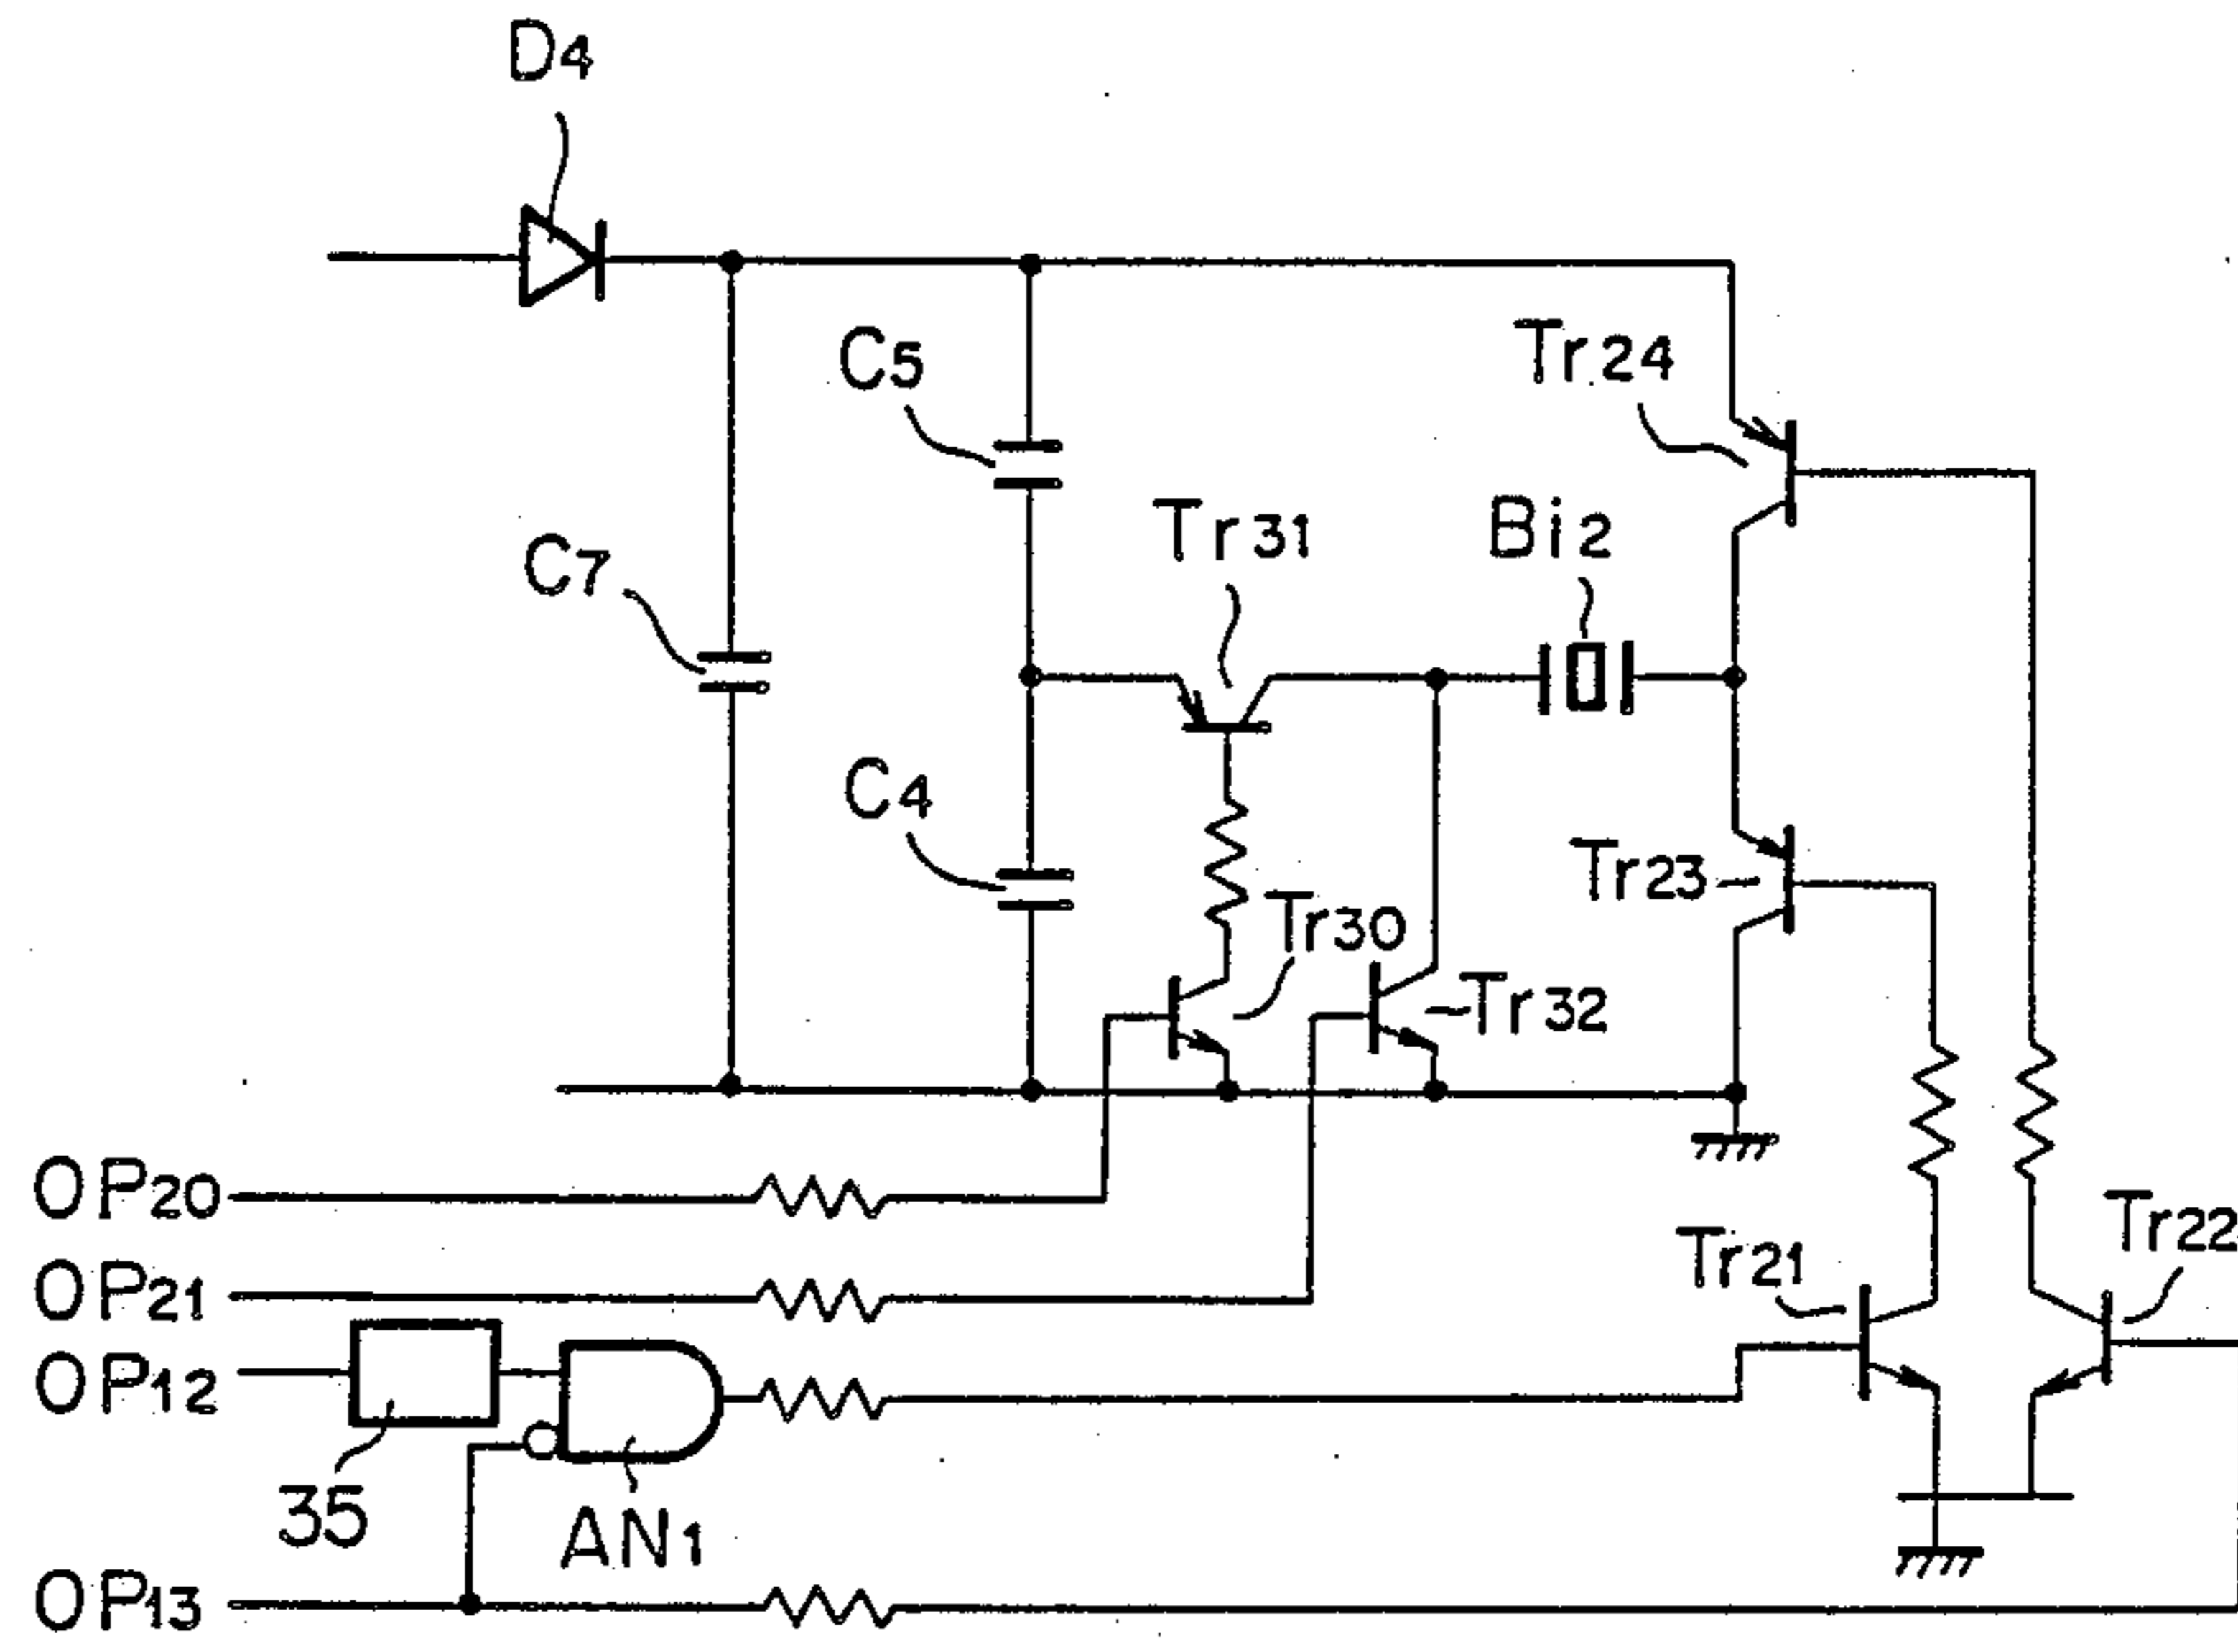 D4
C5
Tr24
Tr31
Bi2
C7
C4
Tr23
Tr30
Tr32
OP20
Tr22
Tr21
OP21
OP12
35
AN1
OP13